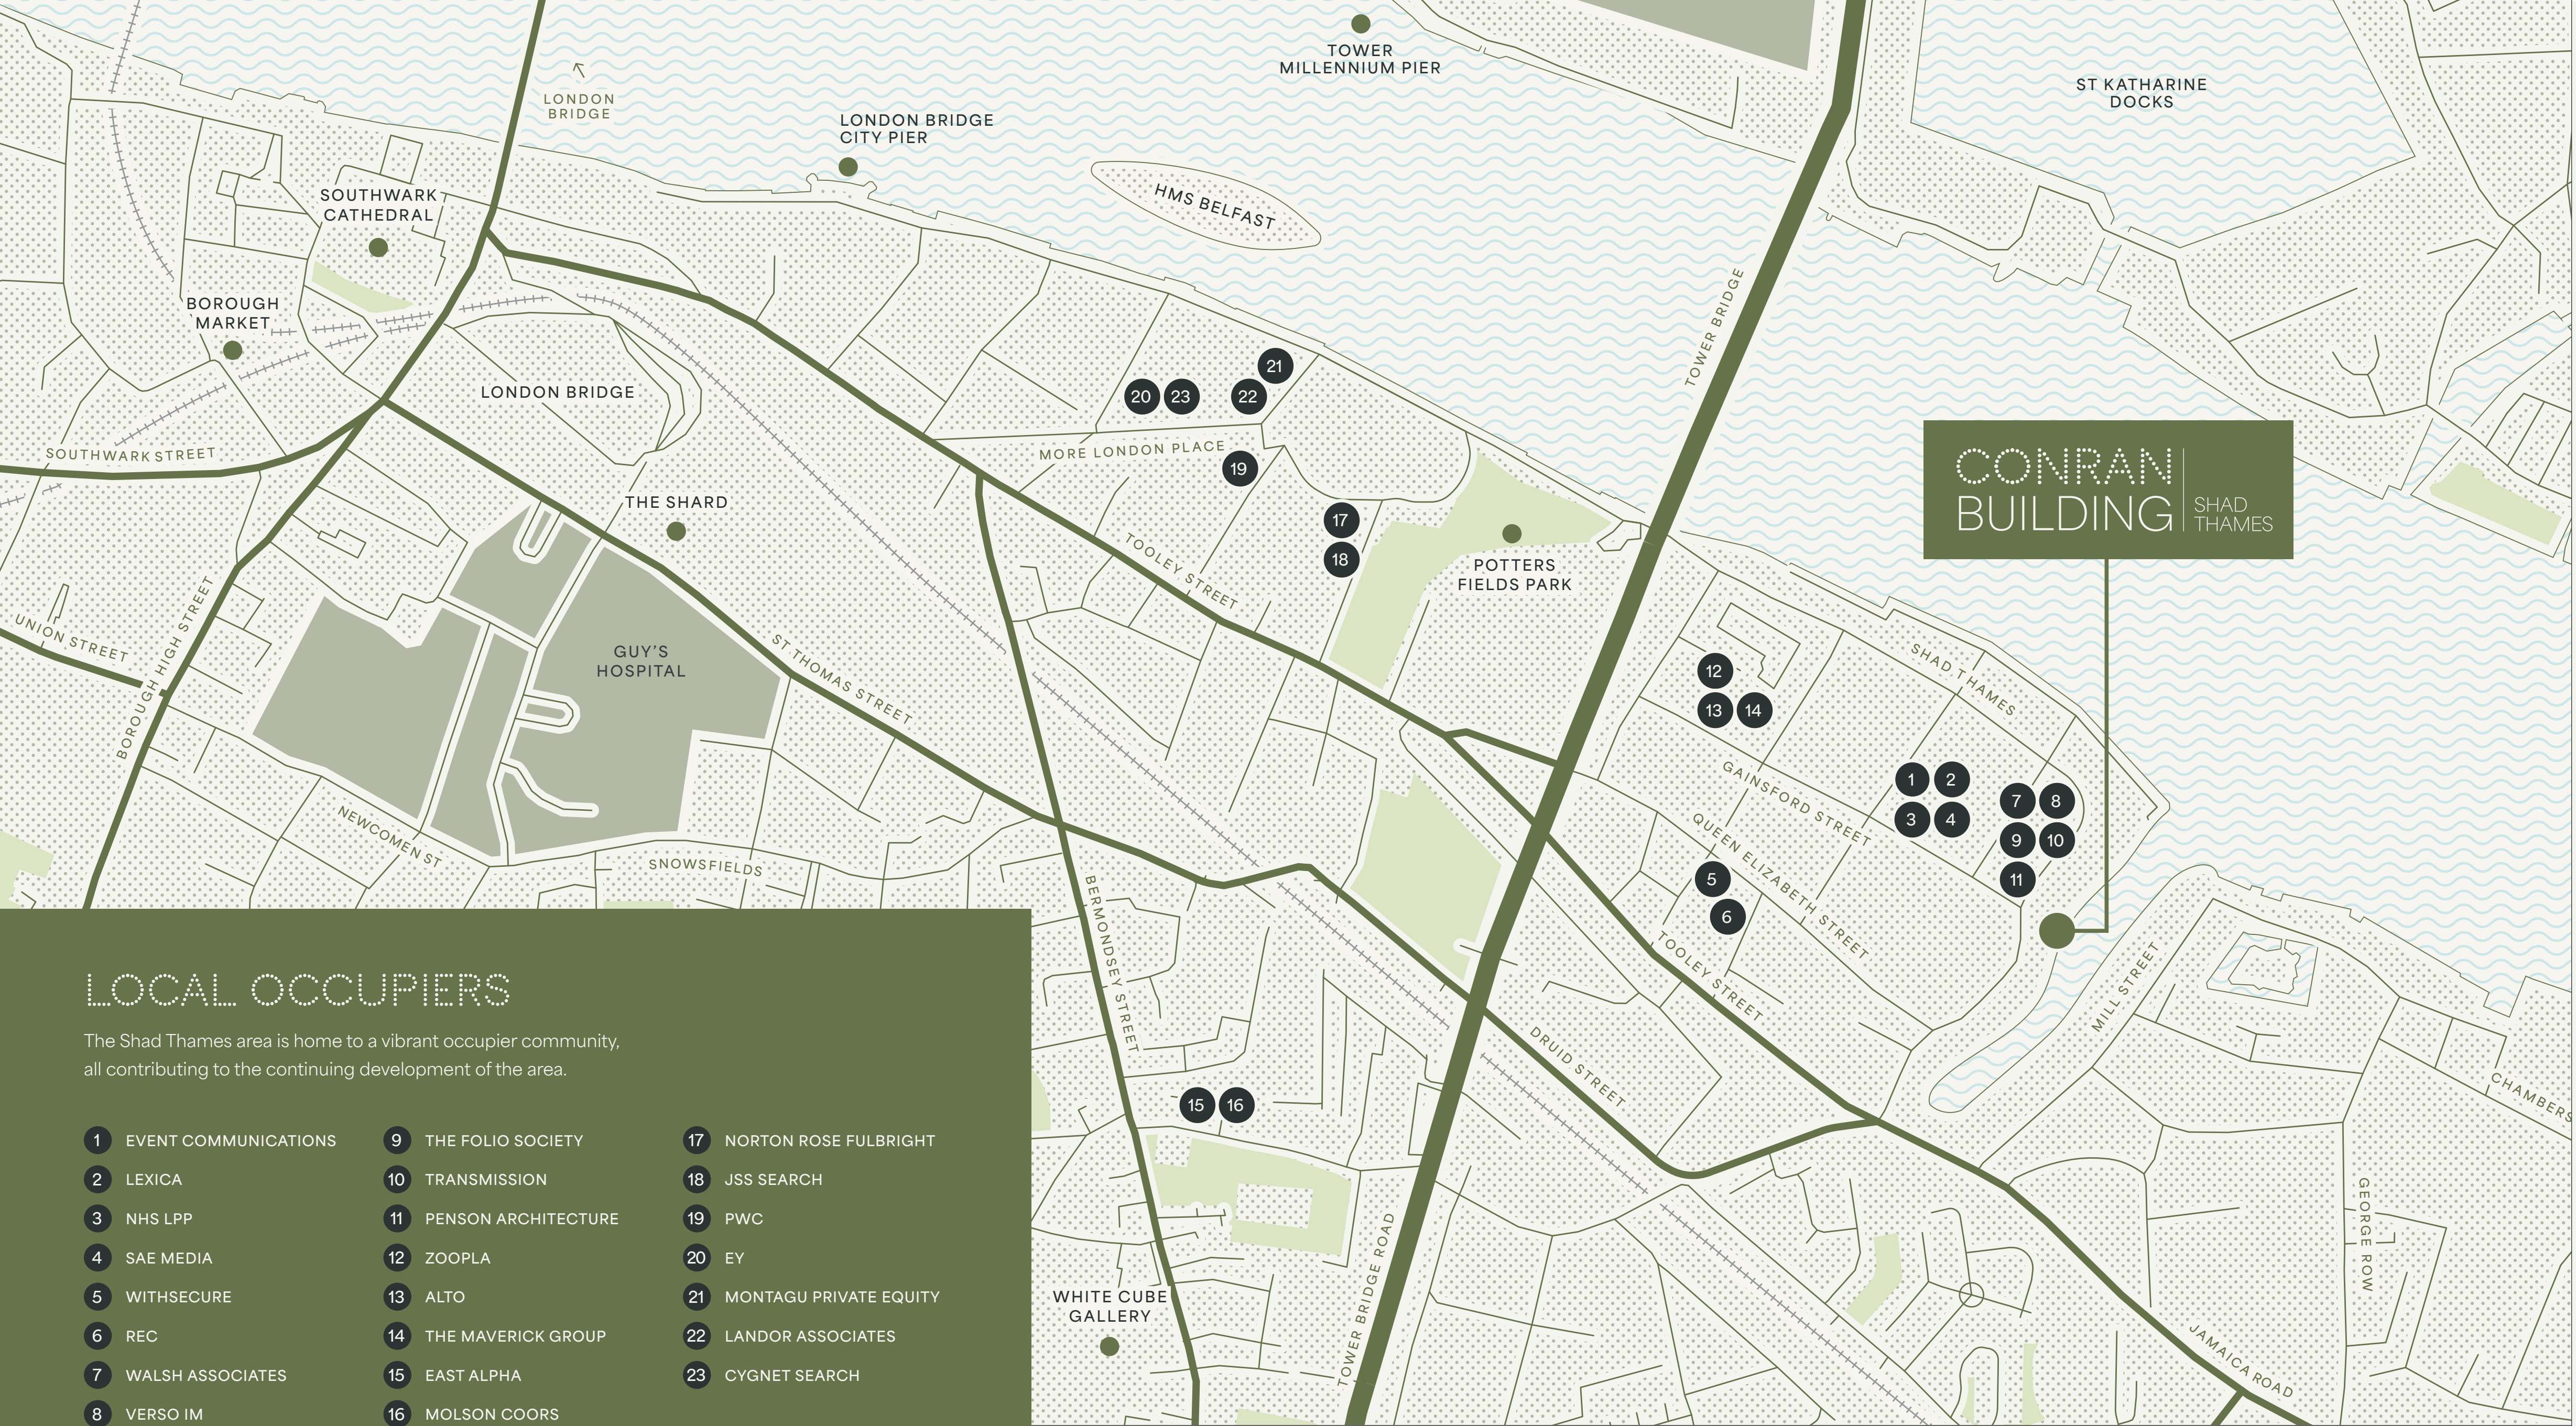 TOWER
MILLENNIUM PIER
ST KATHARINE
DOCKS
LONDON
BRIDGE
LONDON BRIDGE
CITY PIER
HMS BELFAST
SOUTHWARK
CATHEDRAL
BOROUGH
MARKET
TOWER BRIDGE
LONDON BRIDGE
21
20
23
22
MORE LONDON PLACE
19
SOUTHWARK STREET
THE SHARD
17
18
TOOLEY STREET
POTTERS
FIELDS PARK
CONRAN
BUILDING
SHAD
THAMES
UNION STREET
BOROUGH HIGH STREET
GUY'S
HOSPITAL
ST THOMAS STREET
12
13
14
SHAD THAMES
GAINSFORD STREET
1
2
3
4
7
8
9
10
11
QUEEN ELIZABETH STREET
5
6
NEWCOMEN ST
SNOWSFIELDS
BERMONDSEY STREET
TOOLEY STREET
MILL STREET
DRUID STREET
15
16
CHAMBERS
GEORGE ROW
TOWER BRIDGE ROAD
WHITE CUBE
GALLERY
JAMAICA ROAD
LOCAL OCCUPIERS
The Shad Thames area is home to a vibrant occupier community,
all contributing to the continuing development of the area.
1 EVENT COMMUNICATIONS
2 LEXICA
3 NHS LPP
4 SAE MEDIA
5 WITHSECURE
6 REC
7 WALSH ASSOCIATES
8 VERSO IM
9 THE FOLIO SOCIETY
10 TRANSMISSION
11 PENSON ARCHITECTURE
12 ZOOPLA
13 ALTO
14 THE MAVERICK GROUP
15 EAST ALPHA
16 MOLSON COORS
17 NORTON ROSE FULBRIGHT
18 JSS SEARCH
19 PWC
20 EY
21 MONTAGU PRIVATE EQUITY
22 LANDOR ASSOCIATES
23 CYGNET SEARCH